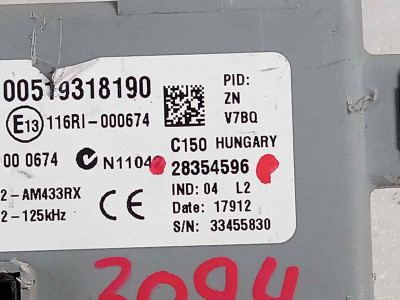 00519318190
PID:
ZN
V7BQ
E13 116RI-000674
C150 HUNGARY
00 0674 N11042
28354596
2-AM433RX
IND: 04 L2
2-125kHz CE
Date: 17912
S/N: 33455830
3094